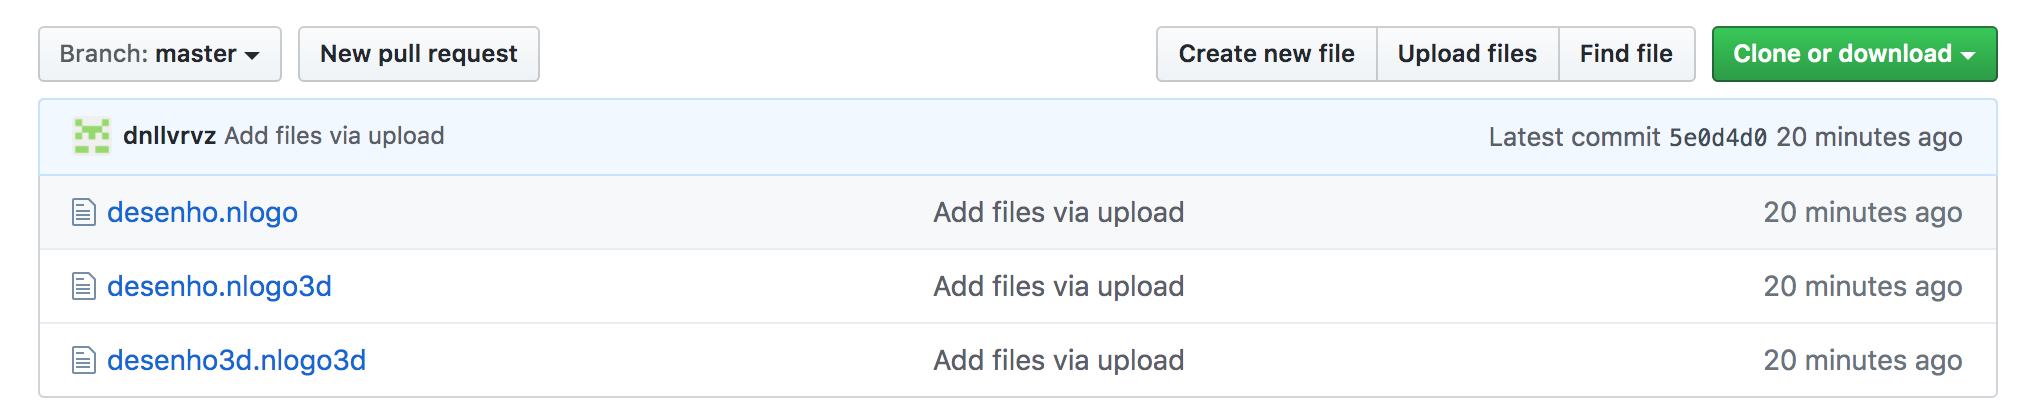 Branch: master New pull request Create new file Upload files Find file Clone or download
dnllvrvz Add files via upload Latest commit 5e0d4d0 20 minutes ago
desenho.nlogo Add files via upload 20 minutes ago
desenho.nlogo3d Add files via upload 20 minutes ago
desenho3d.nlogo3d Add files via upload 20 minutes ago